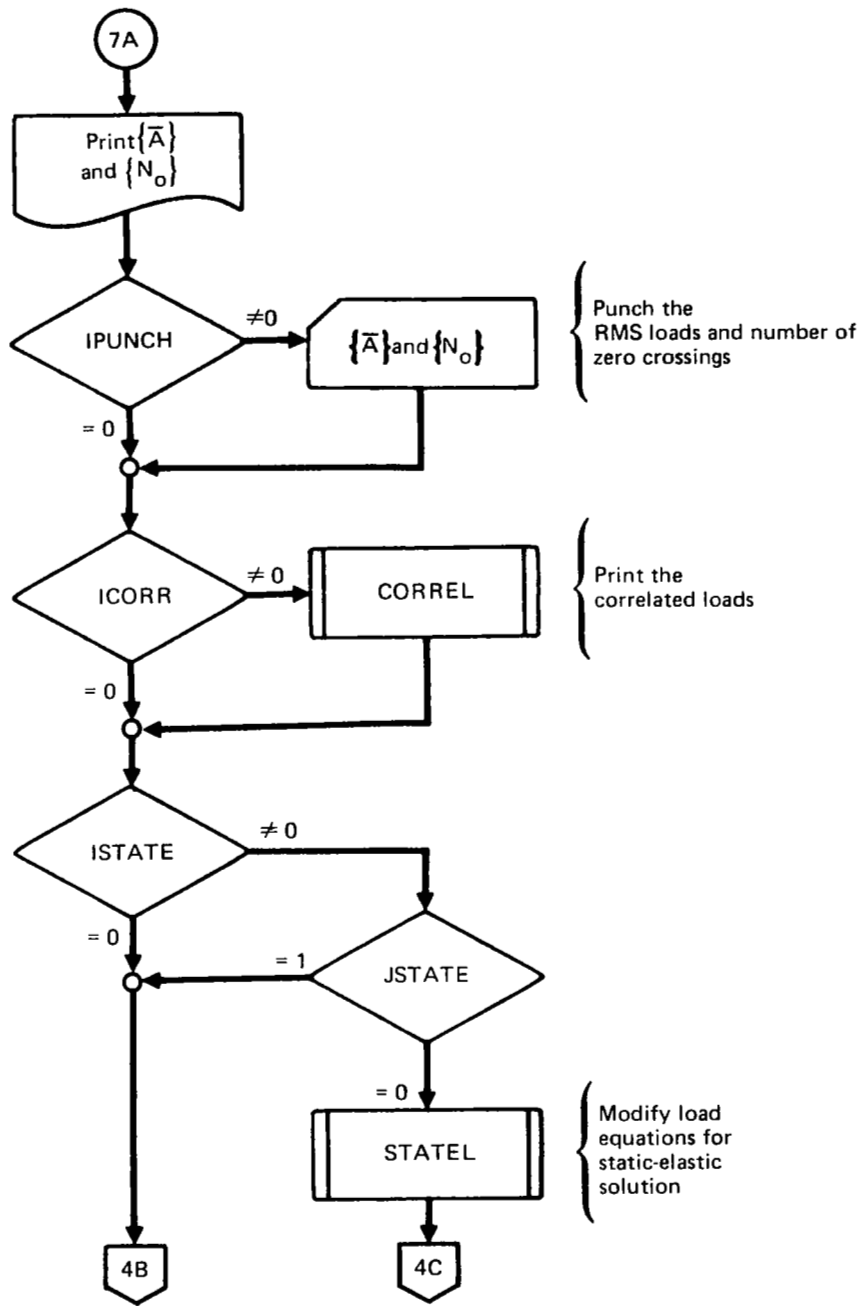 7A
Print {A̅}
and {N₀}
IPUNCH
≠0
= 0
{A̅} and {N₀}
Punch the
RMS loads and number of
zero crossings
ICORR
≠ 0
= 0
CORREL
Print the
correlated loads
ISTATE
≠ 0
= 0
= 1
JSTATE
= 0
STATEL
Modify load
equations for
static-elastic
solution
4B
4C